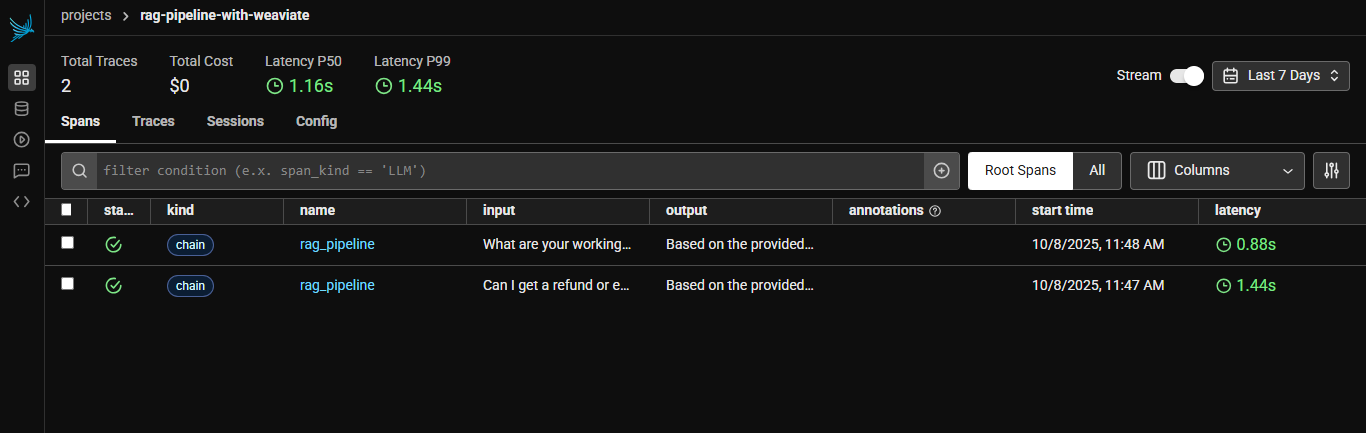 projects > rag-pipeline-with-weaviate
Total Traces Total Cost Latency P50 Latency P99
2 $0 1.16s 1.44s
Stream Last 7 Days
Spans Traces Sessions Config
filter condition (e.x. span_kind == 'LLM') Root Spans All Columns
sta... kind name input output annotations start time latency
chain rag_pipeline What are your working... Based on the provided... 10/8/2025, 11:48 AM 0.88s
chain rag_pipeline Can I get a refund or e... Based on the provided... 10/8/2025, 11:47 AM 1.44s